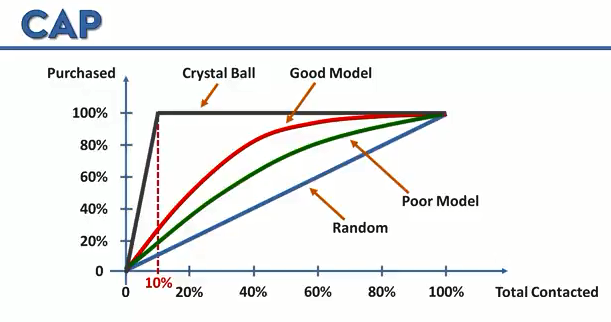 CAP
Purchased
Crystal Ball
Good Model
100%
80%
60%
40%
20%
0
Poor Model
Random
10%
0
20%
40%
60%
80%
100%
Total Contacted